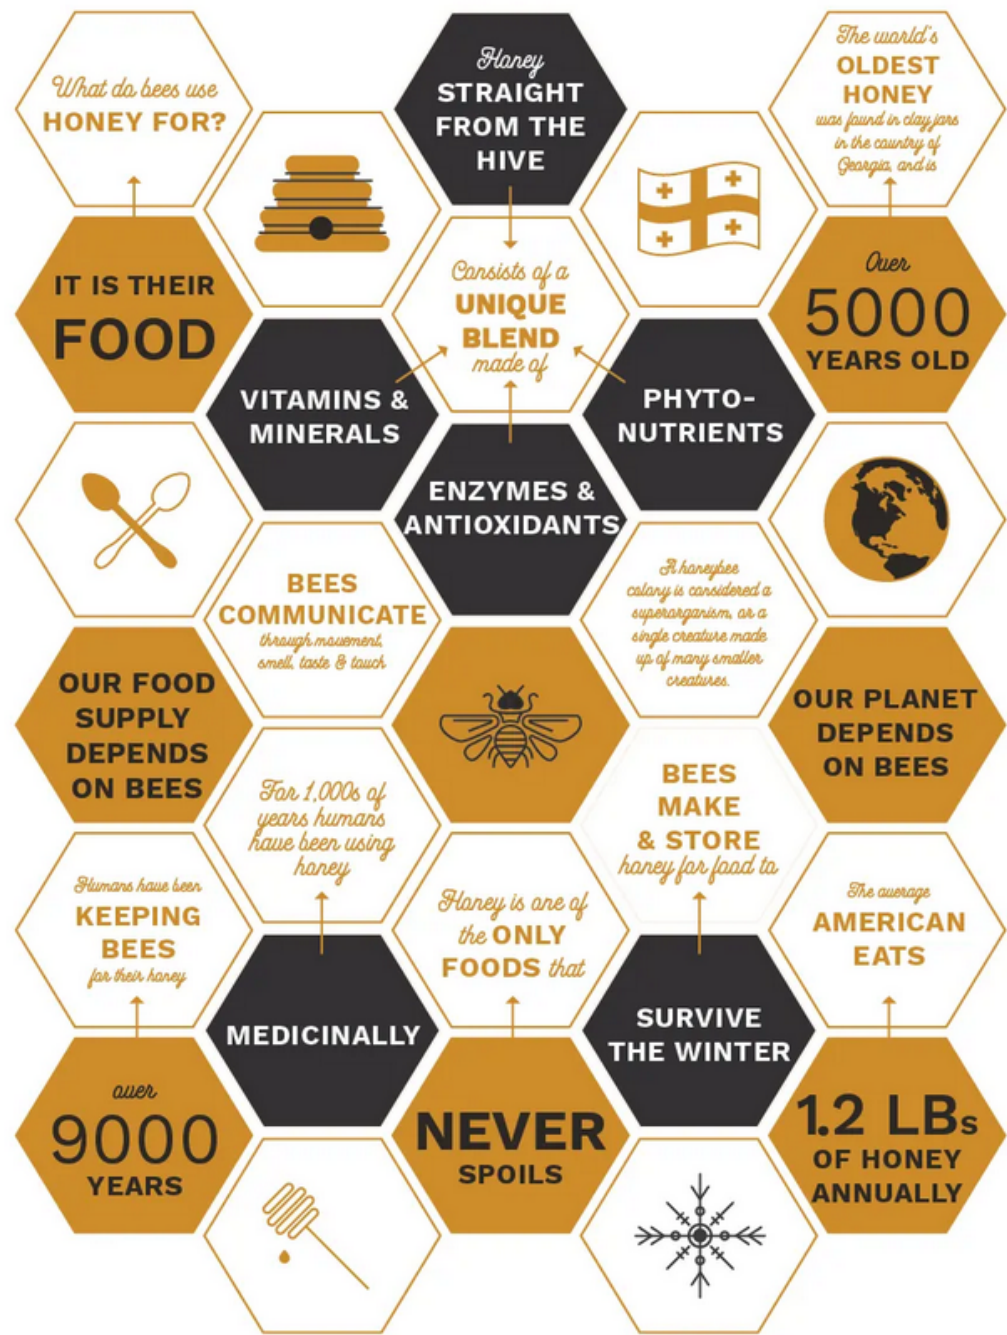 What do bees use
HONEY FOR?
IT IS THEIR
FOOD
Honey
STRAIGHT
FROM THE
HIVE
Consists of a
UNIQUE
BLEND
made of
VITAMINS &
MINERALS
PHYTO-
NUTRIENTS
ENZYMES &
ANTIOXIDANTS
The world's
OLDEST
HONEY
was found in clay jars
in the country of
Georgia, and is
Over
5000
YEARS OLD
BEES
COMMUNICATE
through movement,
smell, taste & touch
A honeybee
colony is considered a
superorganism, or a
single creature made
up of many smaller
creatures.
OUR FOOD
SUPPLY
DEPENDS
ON BEES
OUR PLANET
DEPENDS
ON BEES
For 1,000s of
years humans
have been using
honey
MEDICINALLY
BEES
MAKE
& STORE
honey for food to
SURVIVE
THE WINTER
Humans have been
KEEPING
BEES
for their honey
over
9000
YEARS
Honey is one of
the ONLY
FOODS that
NEVER
SPOILS
The average
AMERICAN
EATS
1.2 LBs
OF HONEY
ANNUALLY